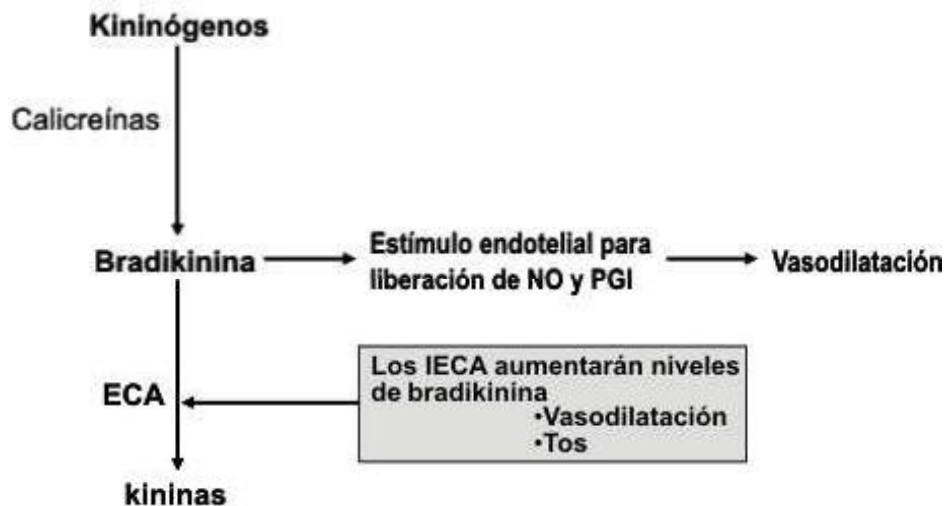 Kininógenos
Calicreínas
Bradikinina
Estímulo endotelial para
liberación de NO y PGI
Vasodilatación
ECA
Los IECA aumentarán niveles
de bradikinina
•Vasodilatación
•Tos
kininas